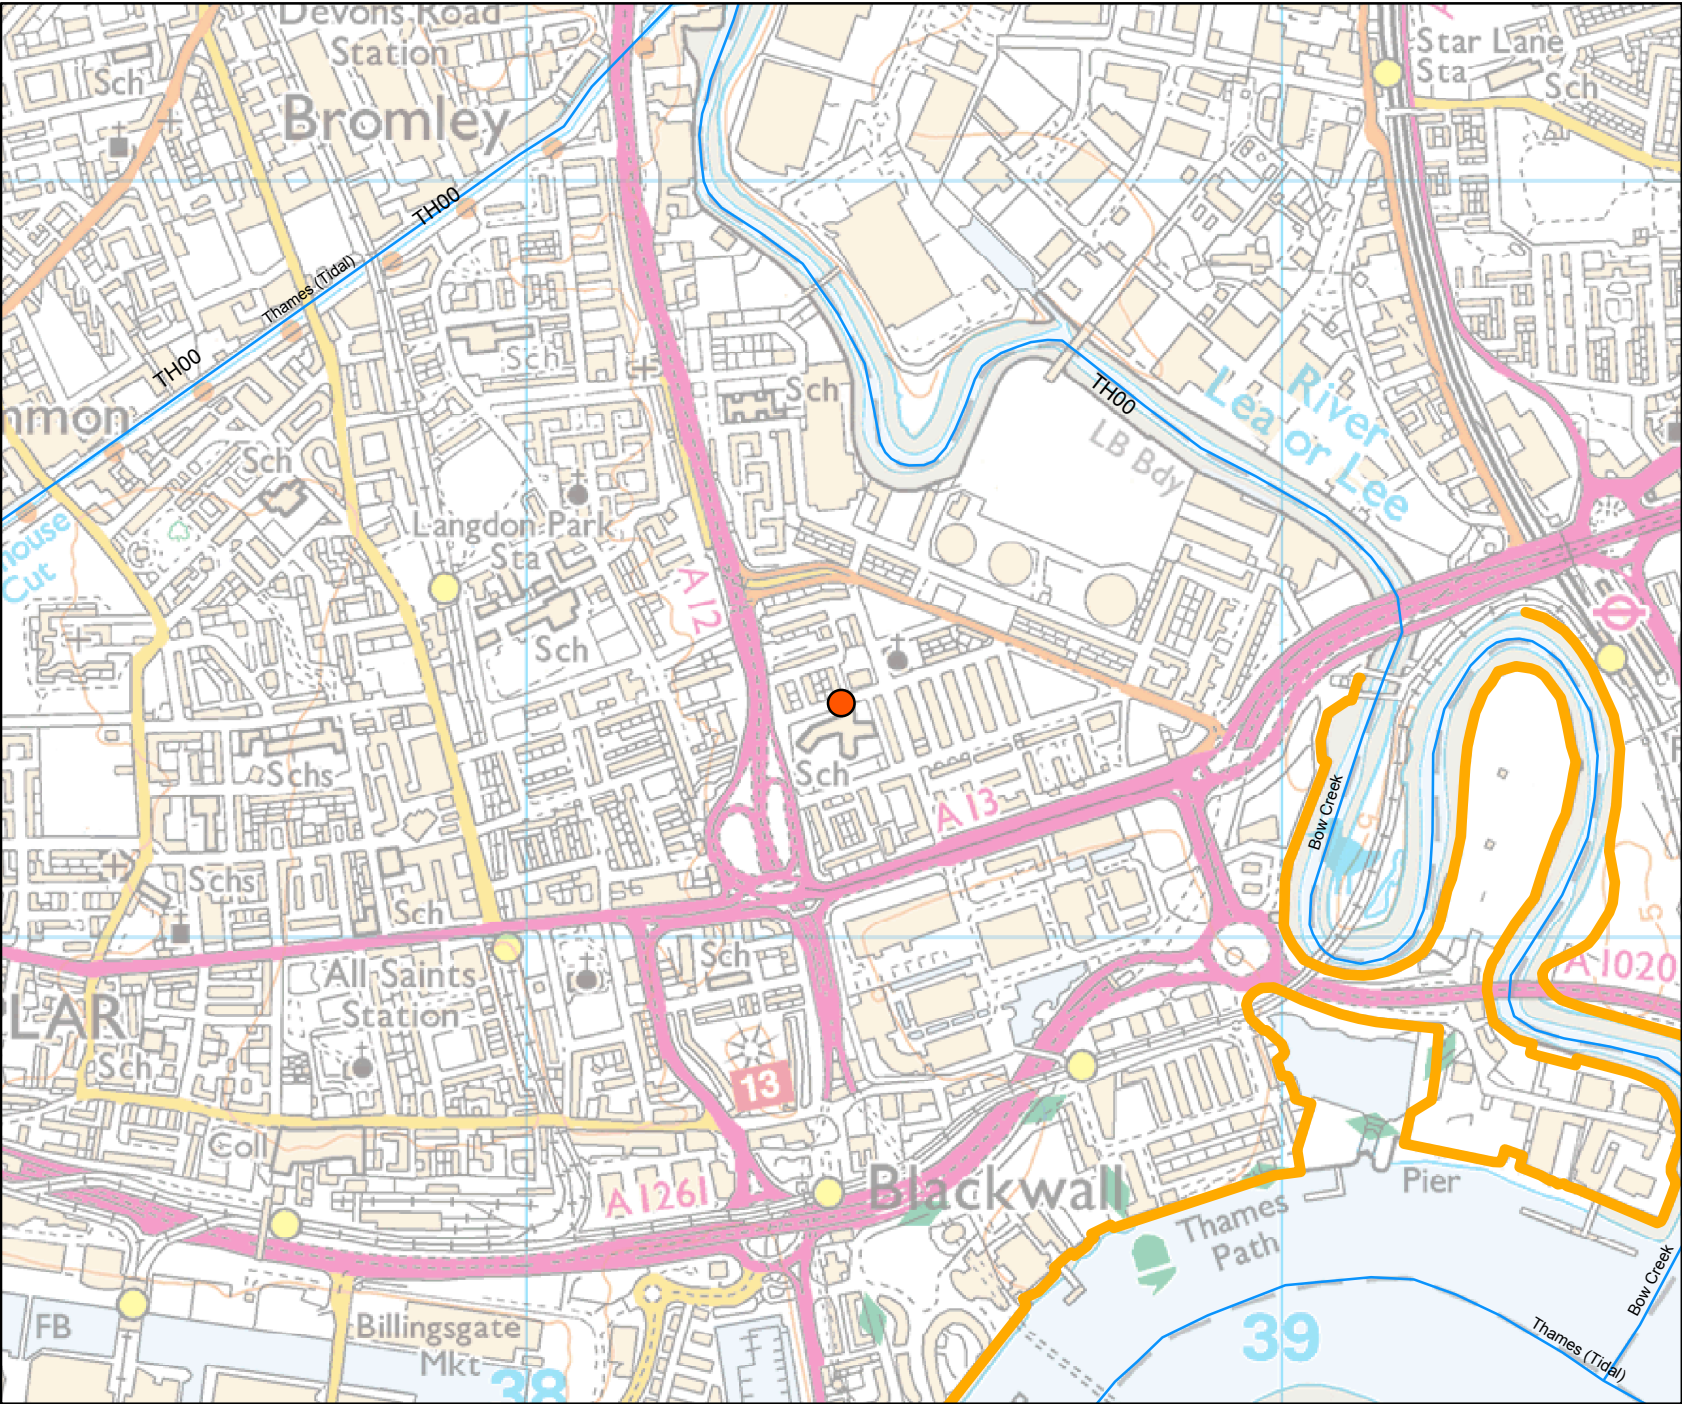 Devons Road
Station
Star Lane
Sta
Sch
Sch
Bromley
TH00
Thames (Tidal)
TH00
Sch
Sch
TH00
River
Lea or Lee
LB Bdy
mmon
Sch
Langdon Park
Sta
house
Cut
A 12
Sch
Schs
Sch
A 13
Bow Creek
5
Schs
Sch
Sch
5
A 1020
All Saints
Station
LAR
Sch
13
Coll
A 1261
Blackwall
Pier
Thames
Path
Bow Creek
FB
Billingsgate
Mkt
38
39
Thames (Tidal)